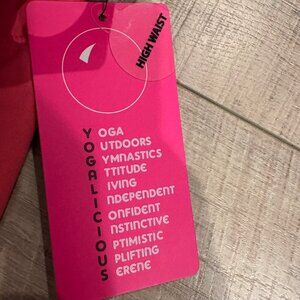 HIGH WAIST
YOGA
OUTDOORS
GYMNASTICS
ATTITUDE
LIVING
INDEPENDENT
CONFIDENT
INSTINCTIVE
OPTIMISTIC
UPLIFTING
SERENE